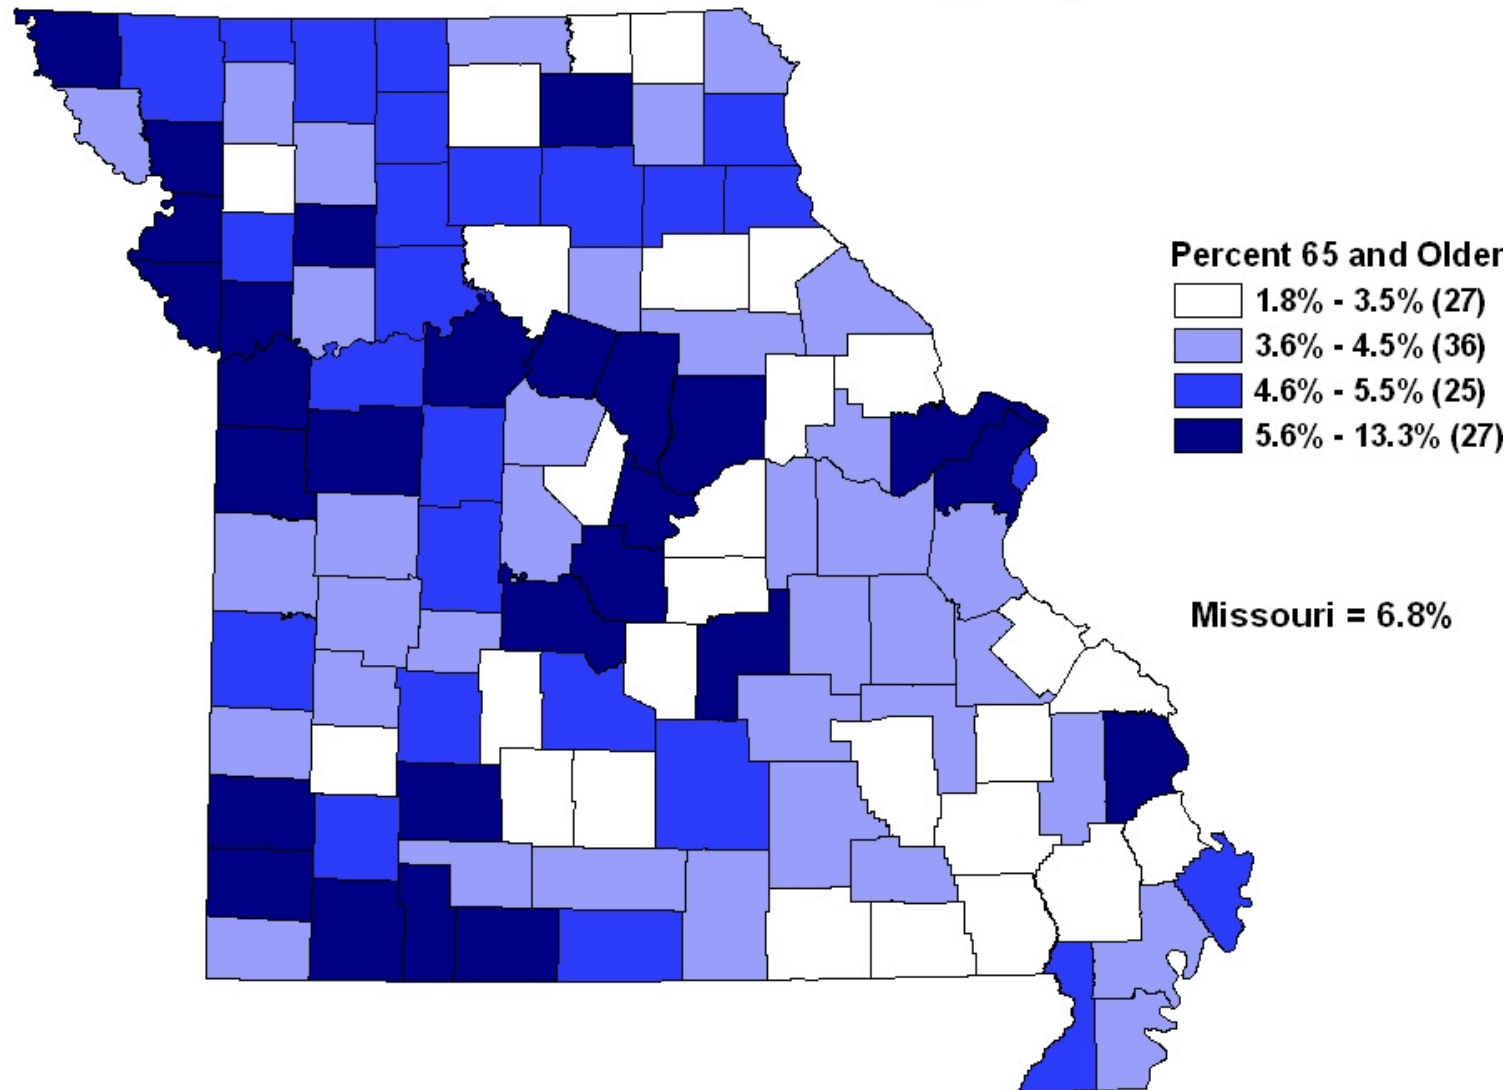 Percent 65 and Older
1.8% - 3.5% (27)
3.6% - 4.5% (36)
4.6% - 5.5% (25)
5.6% - 13.3% (27)
Missouri = 6.8%